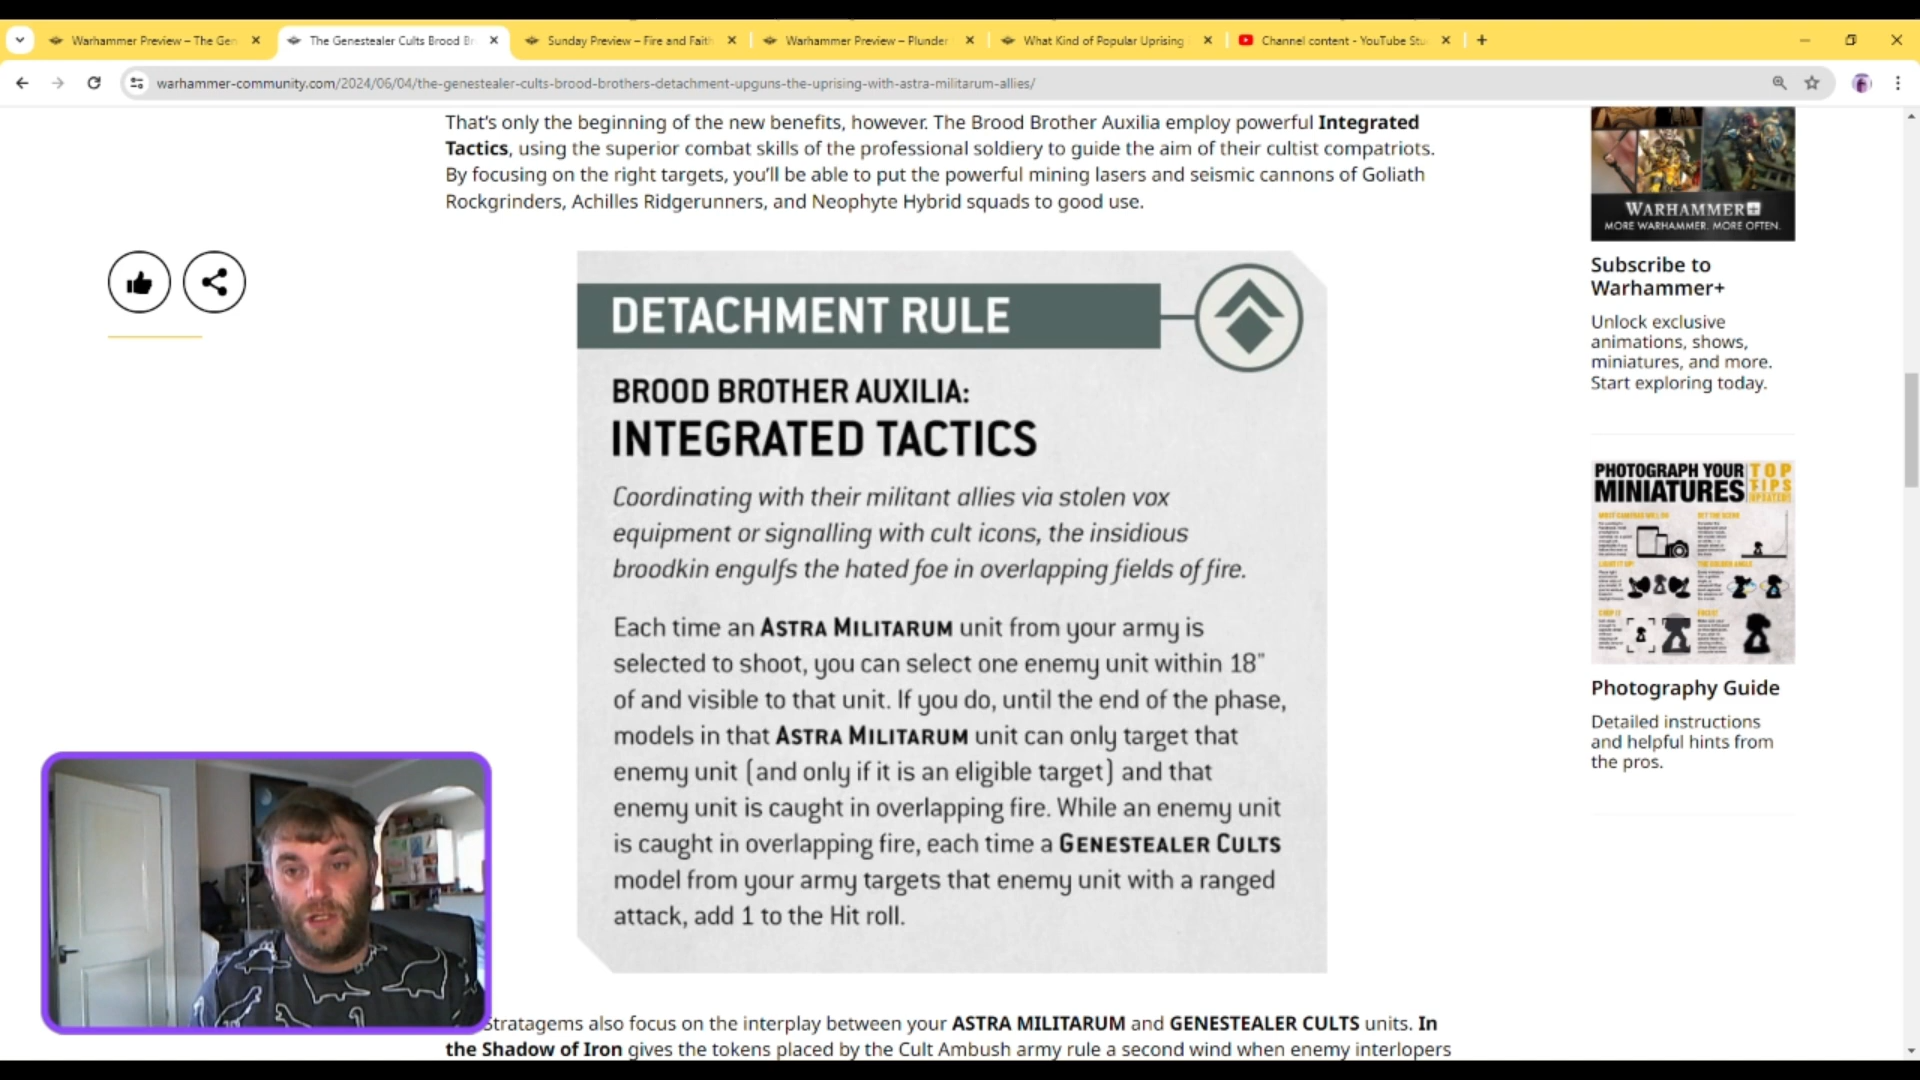 Warhammer Preview – The Gen
The Genestealer Cults Brood Br
Sunday Preview – Fire and Faith
Warhammer Preview – Plunder
What Kind of Popular Uprising
Channel content - YouTube Stu
warhammer-community.com/2024/06/04/the-genestealer-cults-brood-brothers-detachment-upguns-the-uprising-with-astra-militarum-allies/
That's only the beginning of the new benefits, however. The Brood Brother Auxilia employ powerful Integrated
Tactics, using the superior combat skills of the professional soldiery to guide the aim of their cultist compatriots.
By focusing on the right targets, you'll be able to put the powerful mining lasers and seismic cannons of Goliath
Rockgrinders, Achilles Ridgerunners, and Neophyte Hybrid squads to good use.
DETACHMENT RULE
BROOD BROTHER AUXILIA:
INTEGRATED TACTICS
Coordinating with their militant allies via stolen vox
equipment or signalling with cult icons, the insidious
broodkin engulfs the hated foe in overlapping fields of fire.
Each time an ASTRA MILITARUM unit from your army is
selected to shoot, you can select one enemy unit within 18"
of and visible to that unit. If you do, until the end of the phase,
models in that ASTRA MILITARUM unit can only target that
enemy unit (and only if it is an eligible target) and that
enemy unit is caught in overlapping fire. While an enemy unit
is caught in overlapping fire, each time a GENESTEALER CULTS
model from your army targets that enemy unit with a ranged
attack, add 1 to the Hit roll.
Stratagems also focus on the interplay between your ASTRA MILITARUM and GENESTEALER CULTS units. In
the Shadow of Iron gives the tokens placed by the Cult Ambush army rule a second wind when enemy interlopers
WARHAMMER+
MORE WARHAMMER. MORE OFTEN.
Subscribe to
Warhammer+
Unlock exclusive
animations, shows,
miniatures, and more.
Start exploring today.
PHOTOGRAPH YOUR TOP
MINIATURES TIPS
Photography Guide
Detailed instructions
and helpful hints from
the pros.